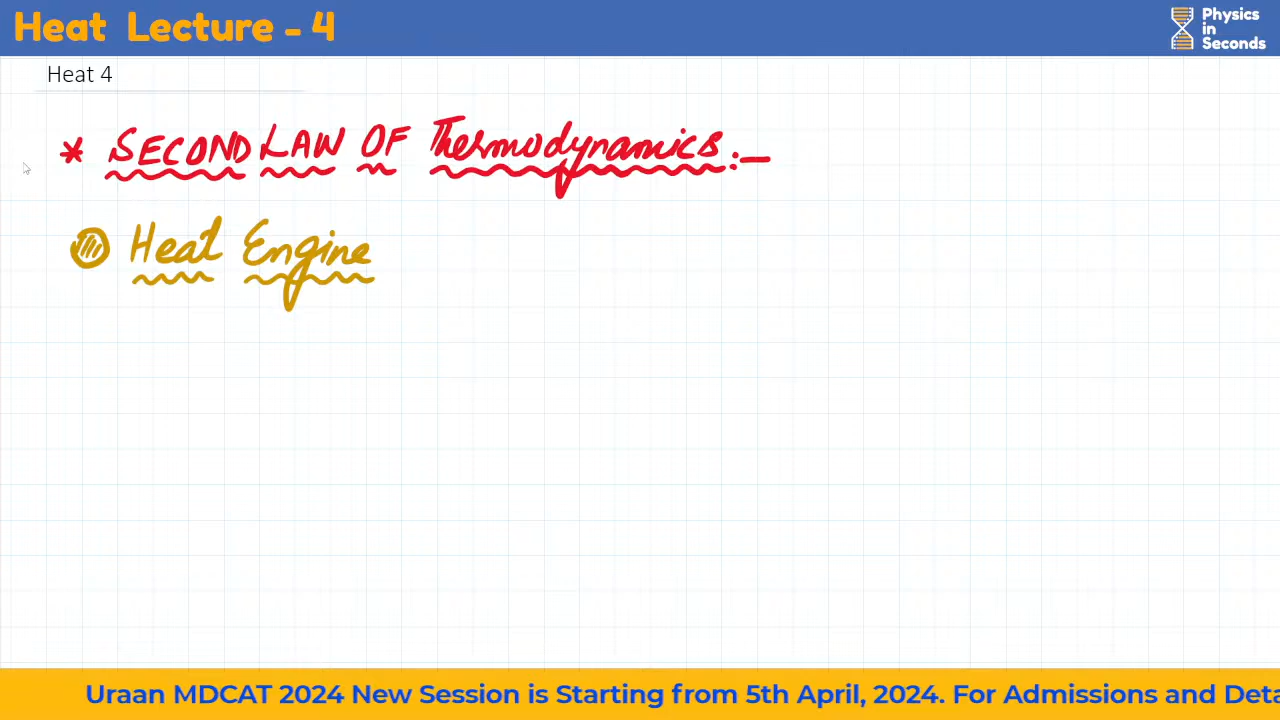 Heat Lecture - 4
Physics
in
Seconds
Heat 4
* SECOND LAW OF Thermodynamics :-
Heat Engine
Uraan MDCAT 2024 New Session is Starting from 5th April, 2024. For Admissions and Deta